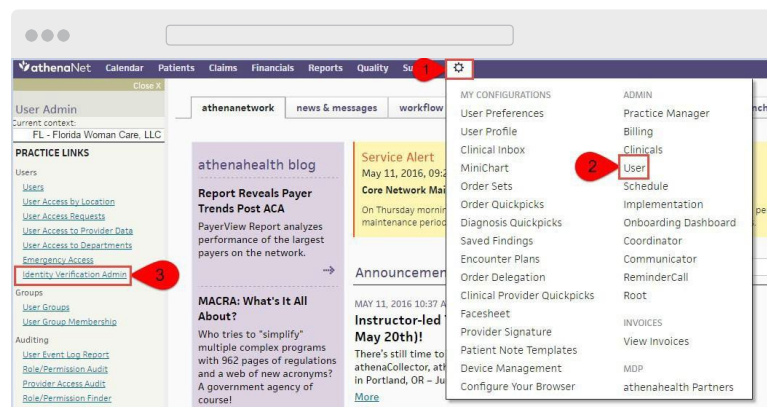 athenaNet Calendar Patients Claims Financials Reports Quality
1
Close X
User Admin
Current context:
FL - Florida Woman Care, LLC
PRACTICE LINKS
Users
Users
User Access by Location
User Access Requests
User Access to Provider Data
User Access to Departments
Emergency Access
Identity Verification Admin
3
Groups
User Groups
User Group Membership
Auditing
User Event Log Report
Role/Permission Audit
Provider Access Audit
Role/Permission Finder
athenanetwork news & messages workflow
athenahealth blog
Report Reveals Payer
Trends Post ACA
PayerView Report analyzes
performance of the largest
payers on the network.
MACRA: What's It All
About?
Who tries to "simplify"
multiple complex programs
with 962 pages of regulations
and a web of new acronyms?
A government agency of
course!
Service Alert
May 11, 2016, 09:2
Core Network Mai
On Thursday mornin
maintenance period
Announcemen
MAY 11, 2016 10:37 A
Instructor-led
May 20th)!
There's still time to
athenaCollector, ath
in Portland, OR – Ju
More
MY CONFIGURATIONS
User Preferences
User Profile
Clinical Inbox
MiniChart
Order Sets
Order Quickpicks
Diagnosis Quickpicks
Saved Findings
Encounter Plans
Order Delegation
Clinical Provider Quickpicks
Facesheet
Provider Signature
Patient Note Templates
Device Management
Configure Your Browser
ADMIN
Practice Manager
Billing
Clinicals
2
User
Schedule
Implementation
Onboarding Dashboard
Coordinator
Communicator
ReminderCall
Root
INVOICES
View Invoices
MDP
athenahealth Partners